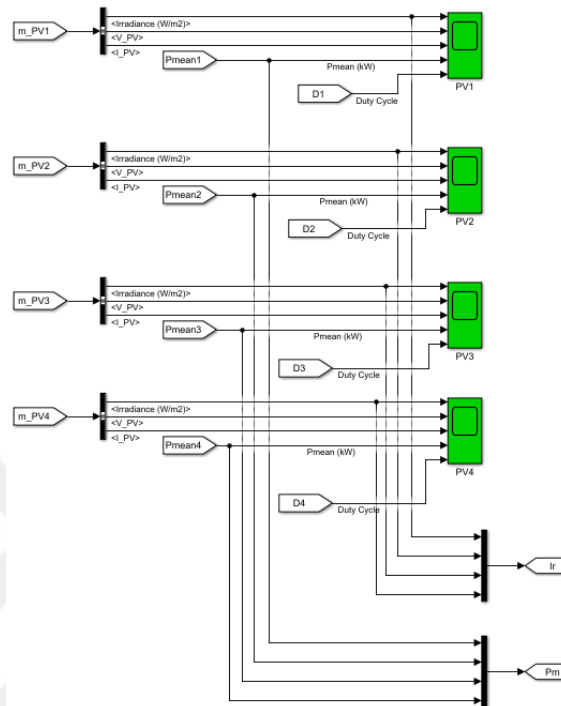 m_PV1
<Irradiance (W/m2)>
<V_PV>
<I_PV>
Pmean1
Pmean (kW)
D1
Duty Cycle
PV1
m_PV2
<Irradiance (W/m2)>
<V_PV>
<I_PV>
Pmean2
Pmean (kW)
D2
Duty Cycle
PV2
m_PV3
<Irradiance (W/m2)>
<V_PV>
<I_PV>
Pmean3
Pmean (kW)
D3
Duty Cycle
PV3
m_PV4
<Irradiance (W/m2)>
<V_PV>
<I_PV>
Pmean4
Pmean (kW)
D4
Duty Cycle
PV4
Ir
Pm